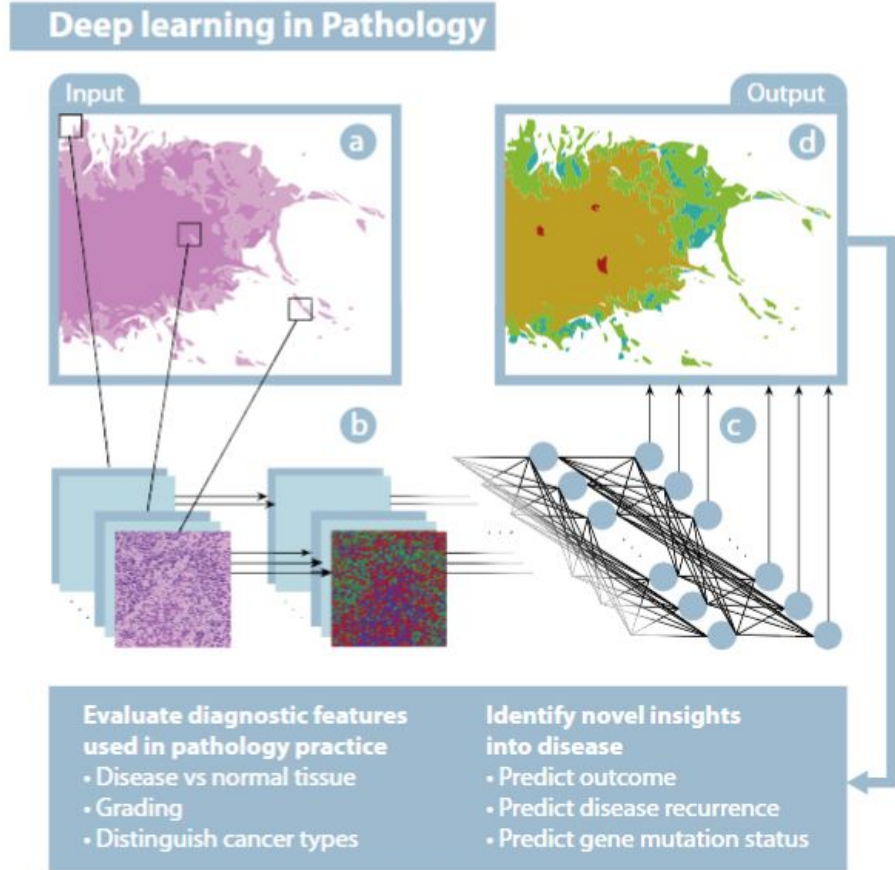 Deep learning in Pathology
Input
Output
a
d
b
c
Evaluate diagnostic features
used in pathology practice
• Disease vs normal tissue
• Grading
• Distinguish cancer types
Identify novel insights
into disease
• Predict outcome
• Predict disease recurrence
• Predict gene mutation status